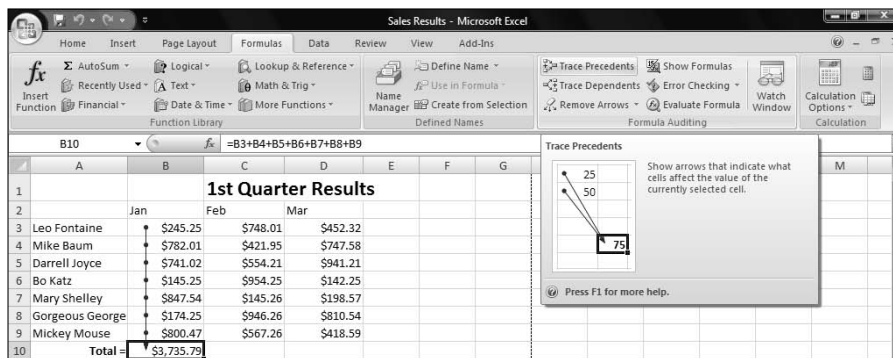 Sales Results - Microsoft Excel
Home Insert Page Layout Formulas Data Review View Add-Ins
fx Insert Function
Σ AutoSum
Recently Used
Financial
Logical
Text
Date & Time
Lookup & Reference
Math & Trig
More Functions
Function Library
Name Manager
Define Name
Use in Formula
Create from Selection
Defined Names
Trace Precedents
Trace Dependents
Remove Arrows
Show Formulas
Error Checking
Evaluate Formula
Watch Window
Formula Auditing
Calculation Options
Calculation
B10 fx =B3+B4+B5+B6+B7+B8+B9
A B C D E F G M
1 1st Quarter Results
2 Jan Feb Mar
3 Leo Fontaine $245.25 $748.01 $452.32
4 Mike Baum $782.01 $421.95 $747.58
5 Darrell Joyce $741.02 $554.21 $941.21
6 Bo Katz $145.25 $954.25 $142.25
7 Mary Shelley $847.54 $145.26 $198.57
8 Gorgeous George $174.25 $946.26 $810.54
9 Mickey Mouse $800.47 $567.26 $418.59
10 Total = $3,735.79
Trace Precedents
25
50
75
Show arrows that indicate what
cells affect the value of the
currently selected cell.
Press F1 for more help.